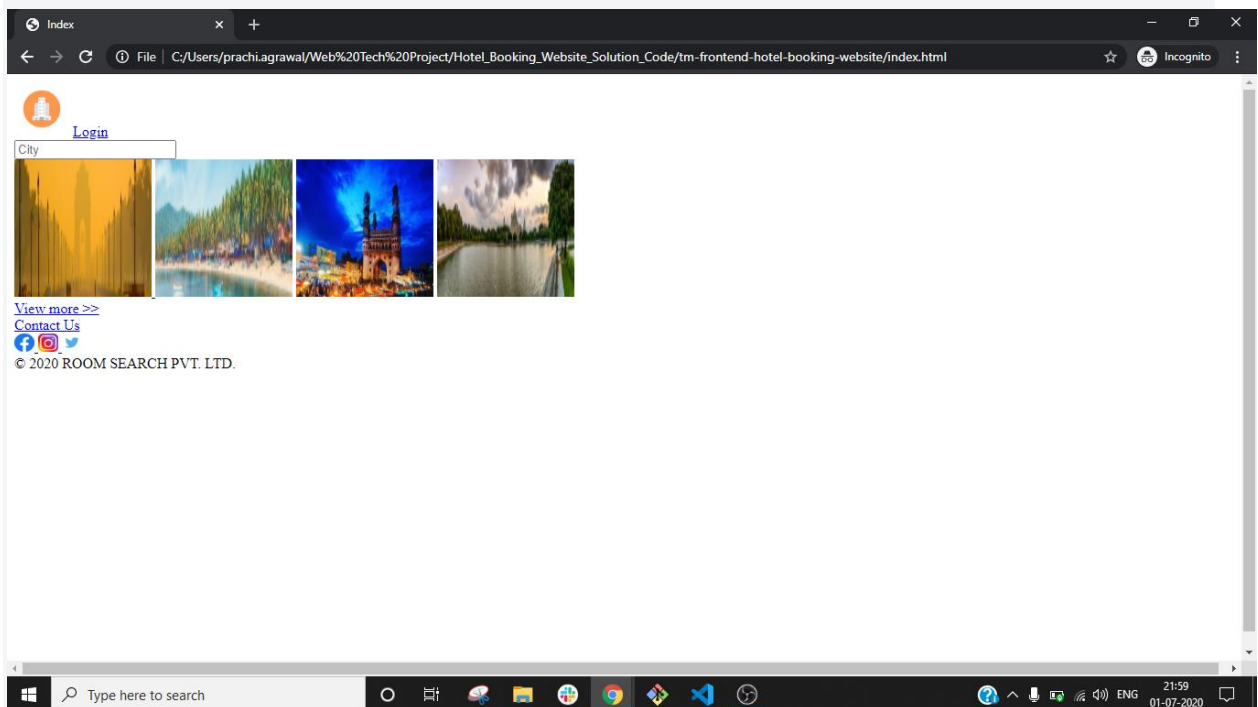 Index
File C:/Users/prachi.agrawal/Web%20Tech%20Project/Hotel_Booking_Website_Solution_Code/tm-frontend-hotel-booking-website/index.html Incognito
Login
City
View more >>
Contact Us
© 2020 ROOM SEARCH PVT. LTD.
Type here to search
ENG
21:59
01-07-2020